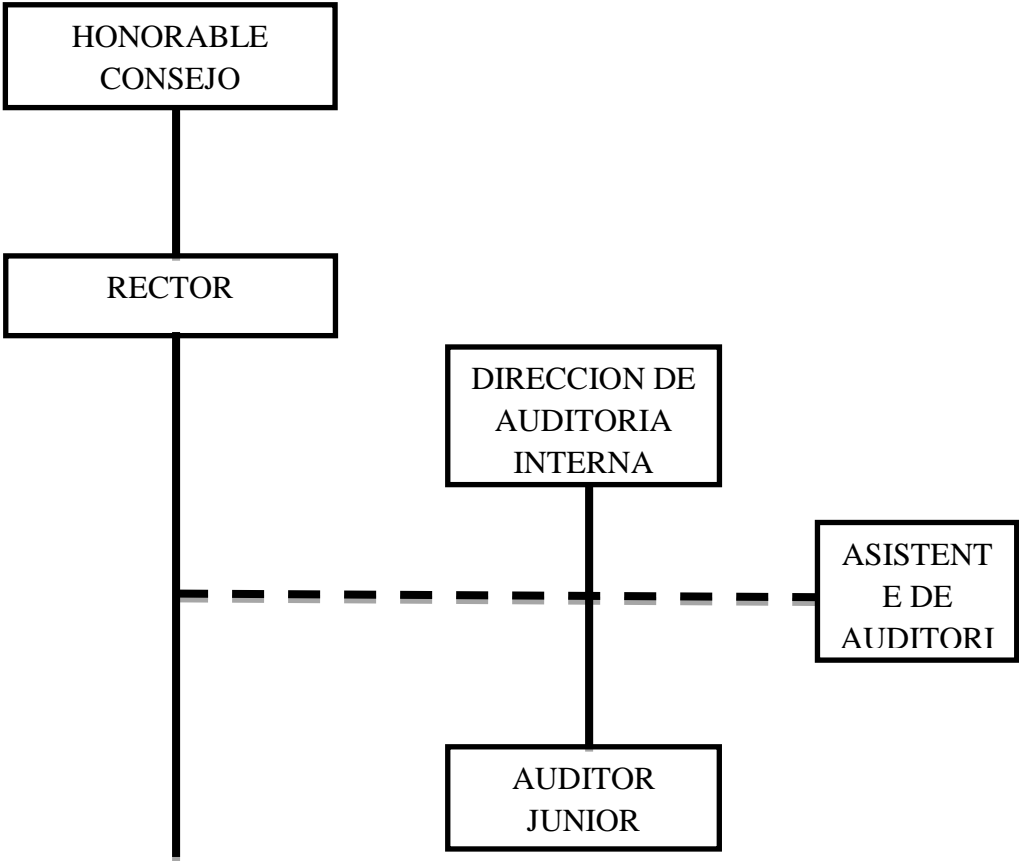 HONORABLE
CONSEJO
RECTOR
DIRECCION DE
AUDITORIA
INTERNA
ASISTENT
E DE
AUDITORI
AUDITOR
JUNIOR